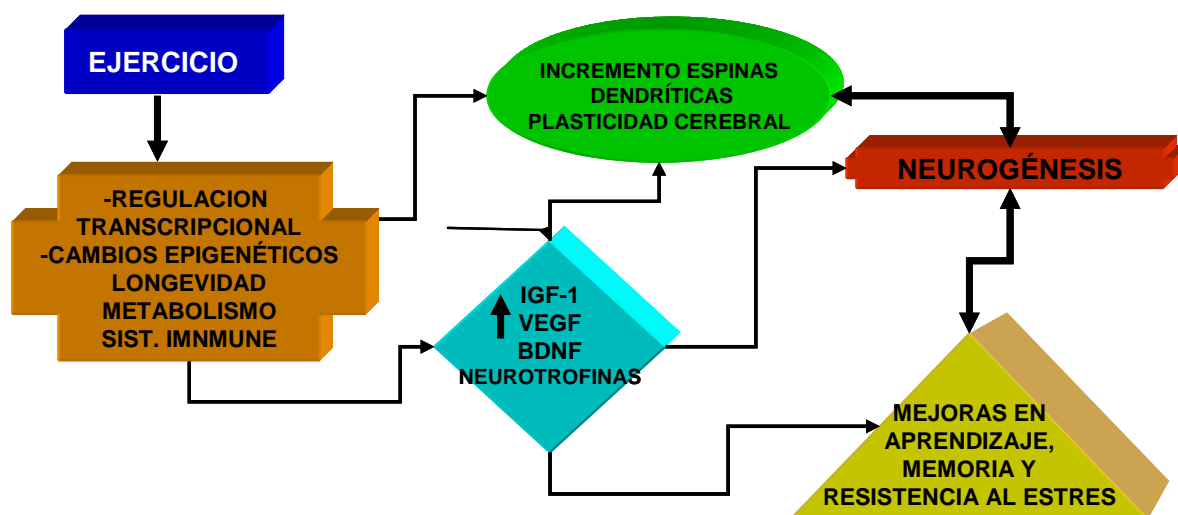 EJERCICIO
INCREMENTO ESPINAS
DENDRÍTICAS
PLASTICIDAD CEREBRAL
NEUROGÉNESIS
-REGULACION
TRANSCRIPCIONAL
-CAMBIOS EPIGENÉTICOS
LONGEVIDAD
METABOLISMO
SIST. IMNMUNE
IGF-1
VEGF
BDNF
NEUROTROFINAS
MEJORAS EN
APRENDIZAJE,
MEMORIA Y
RESISTENCIA AL ESTRES